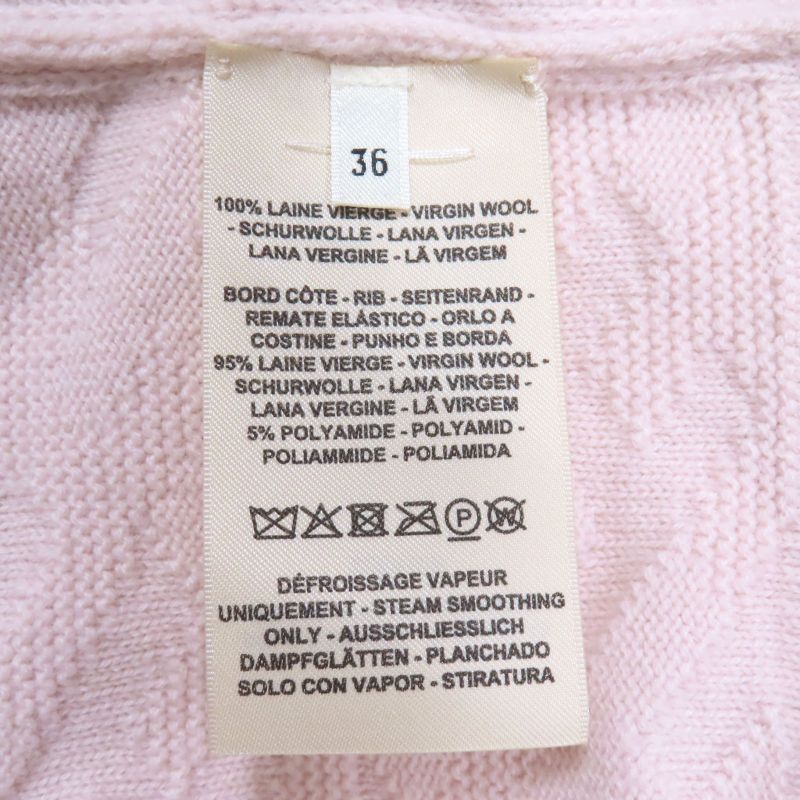 36
100% LAINE VIERGE - VIRGIN WOOL
- SCHURWOLLE - LANA VIRGEN -
LANA VERGINE - LÃ VIRGEM
BORD CÔTE - RIB - SEITENRAND -
REMATE ELÁSTICO - ORLO A
COSTINE - PUNHO E BORDA
95% LAINE VIERGE - VIRGIN WOOL -
SCHURWOLLE - LANA VIRGEN -
LANA VERGINE - LÃ VIRGEM
5% POLYAMIDE - POLYAMID -
POLIAMMIDE - POLIAMIDA
P W
DÉFROISSAGE VAPEUR
UNIQUEMENT - STEAM SMOOTHING
ONLY - AUSSCHLIESSLICH
DAMPFGLÄTTEN - PLANCHADO
SOLO CON VAPOR - STIRATURA